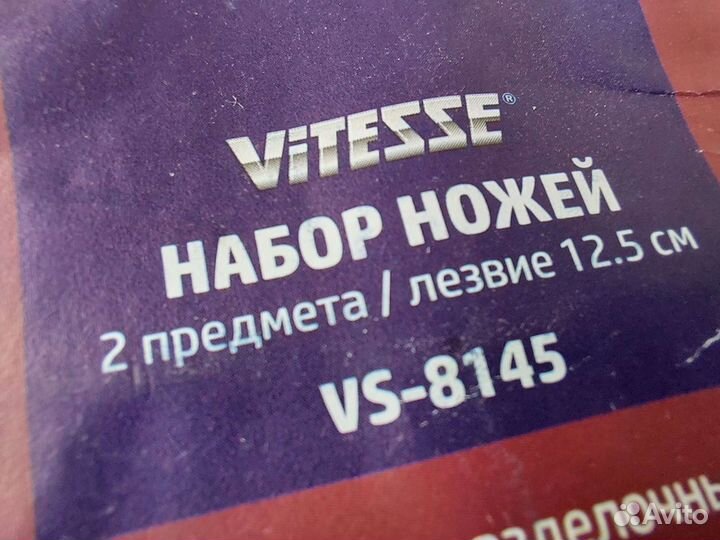 ViTESSE®
НАБОР НОЖЕЙ
2 предмета / лезвие 12.5 см
VS-8145
Avito